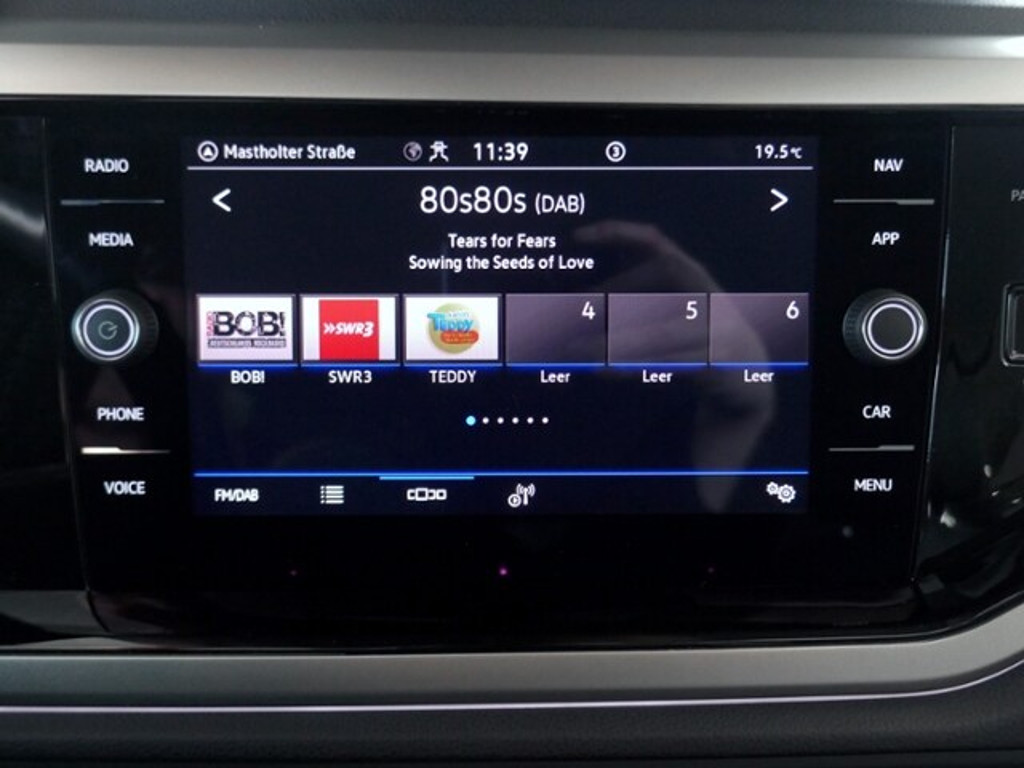 Mastholter Straße 11:39 3 19.5°C
RADIO
NAV
80s80s (DAB)
MEDIA
APP
Tears for Fears
Sowing the Seeds of Love
BOB!
»SWR3
TEDDY
4
5
6
BOB!
SWR3
TEDDY
Leer
Leer
Leer
PHONE
CAR
VOICE
MENU
FM/DAB